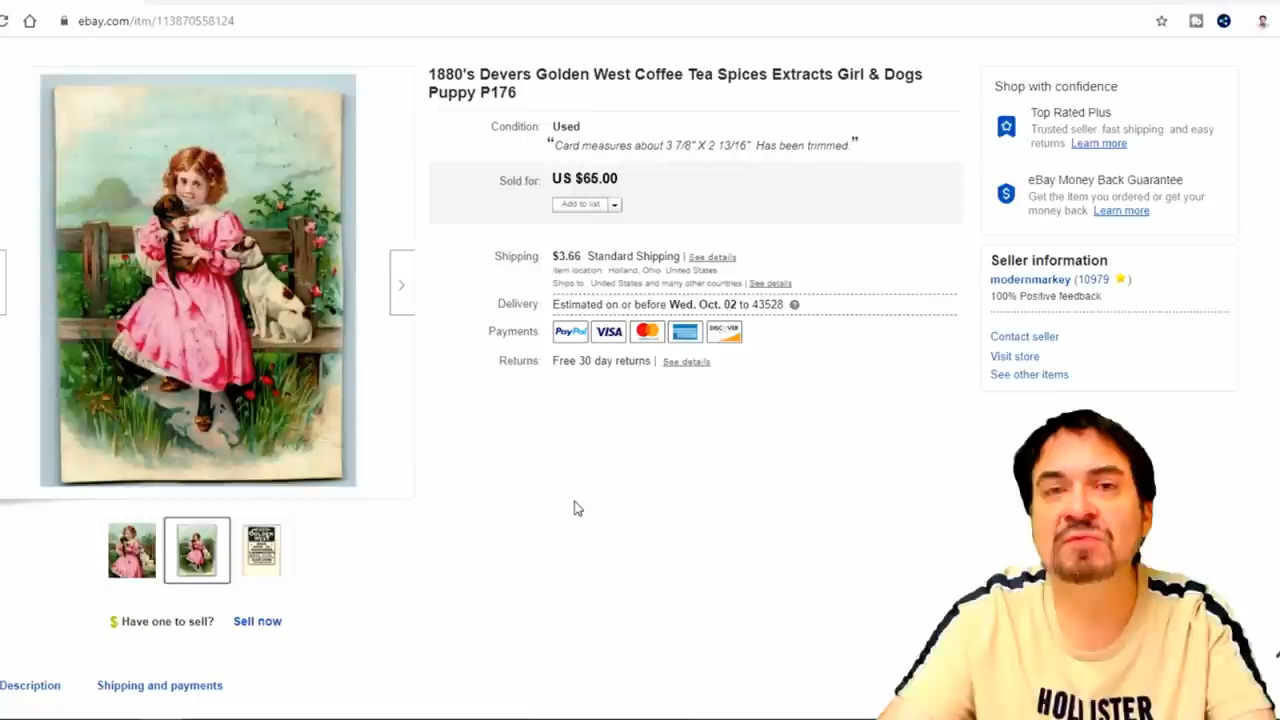 ebay.com/itm/113870558124
1880's Devers Golden West Coffee Tea Spices Extracts Girl & Dogs
Puppy P176
Condition: Used
“Card measures about 3 7/8" X 2 13/16" Has been trimmed.”
Sold for: US $65.00
Add to list
Shipping: $3.66 Standard Shipping | See details
Item location: Holland, Ohio, United States
Ships to: United States and many other countries | See details
Delivery: Estimated on or before Wed. Oct. 02 to 43528
Payments: PayPal VISA MasterCard DISCOVER
Returns: Free 30 day returns | See details
Shop with confidence
Top Rated Plus
Trusted seller fast shipping and easy
returns. Learn more
eBay Money Back Guarantee
Get the item you ordered or get your
money back Learn more
Seller information
modernmarkey (10979 )
100% Positive feedback
Contact seller
Visit store
See other items
GOLDEN
WEST
$ Have one to sell? Sell now
Description Shipping and payments
HOLLISTER